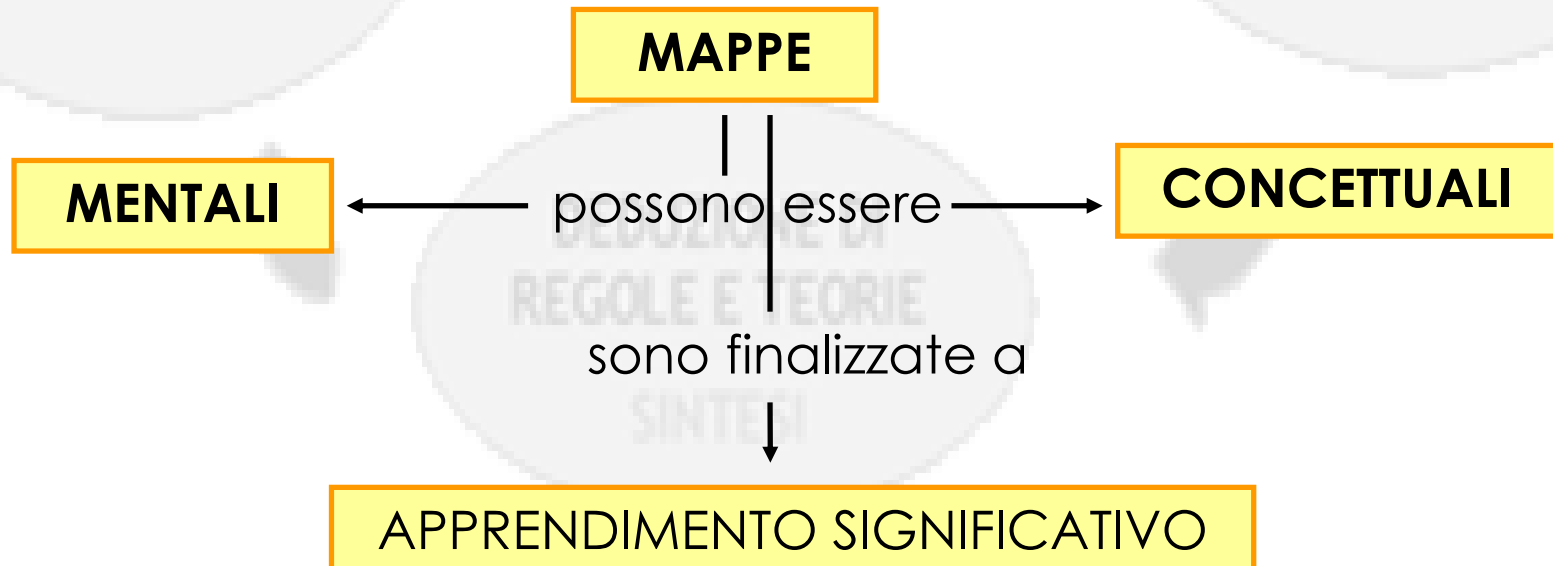 MAPPE
MENTALI
CONCETTUALI
possono essere
DEDUZIONE DI
REGOLE E TEORIE
sono finalizzate a
SINTESI
APPRENDIMENTO SIGNIFICATIVO